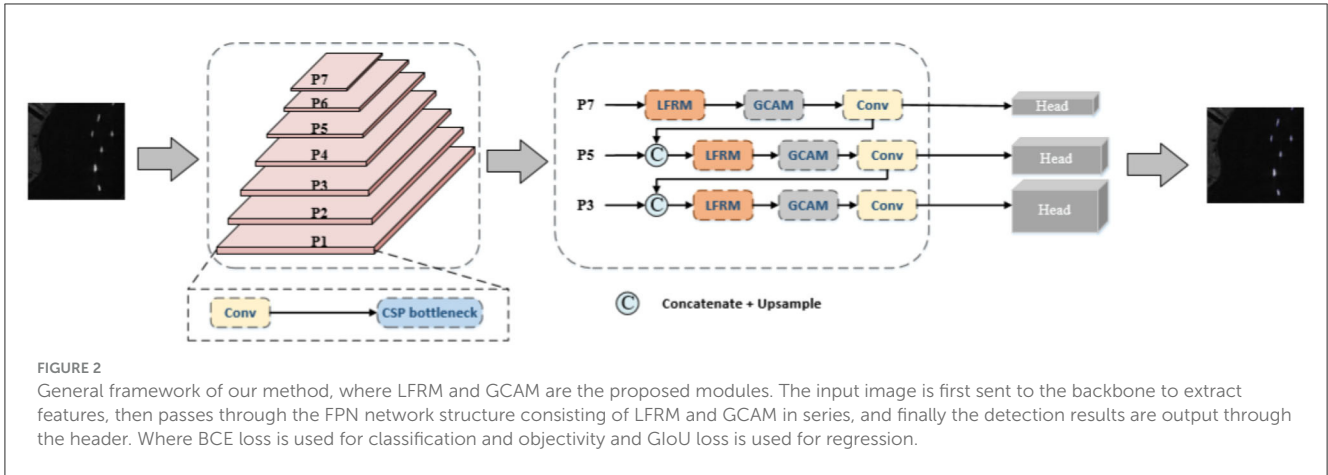 P7
P6
P5
P4
P3
P2
P1
Conv
CSP bottleneck
P7
LFRM
GCAM
Conv
Head
P5
C
LFRM
GCAM
Conv
Head
P3
C
LFRM
GCAM
Conv
Head
C
Concatenate + Upsample
FIGURE 2
General framework of our method, where LFRM and GCAM are the proposed modules. The input image is first sent to the backbone to extract
features, then passes through the FPN network structure consisting of LFRM and GCAM in series, and finally the detection results are output through
the header. Where BCE loss is used for classification and objectivity and GIoU loss is used for regression.